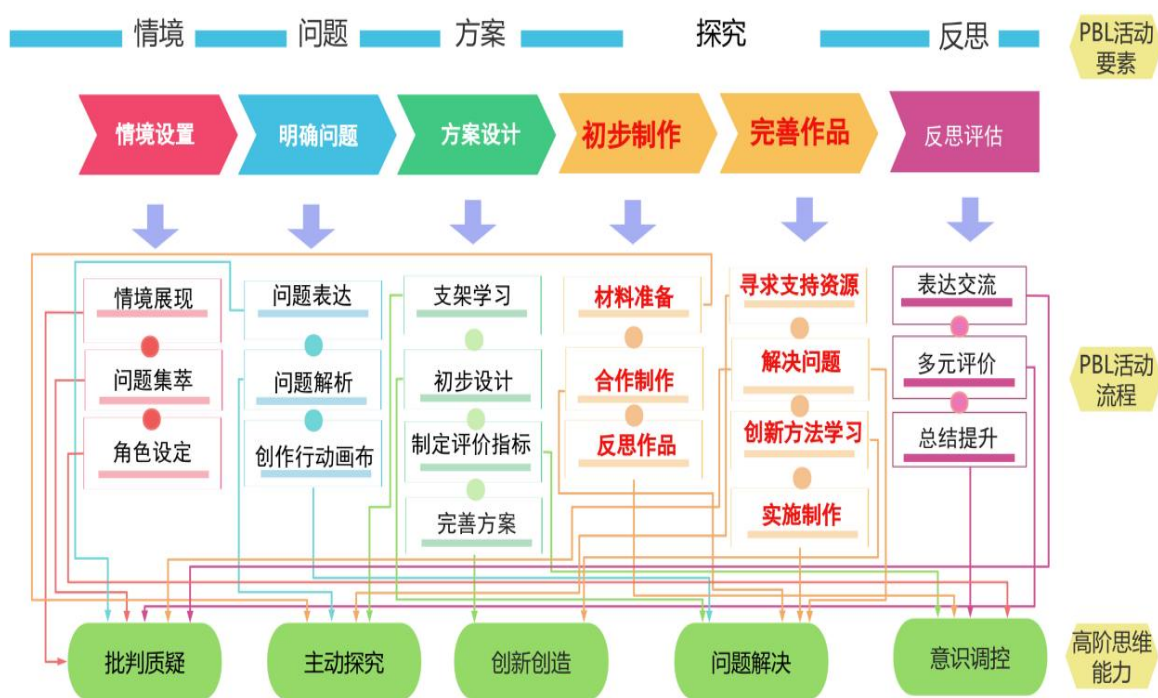 情境
问题
方案
探究
反思
PBL活动
要素
情境设置
明确问题
方案设计
初步制作
完善作品
反思评估
情境展现
问题集萃
角色设定
问题表达
问题解析
创作行动画布
支架学习
初步设计
制定评价指标
完善方案
材料准备
合作制作
反思作品
寻求支持资源
解决问题
创新方法学习
实施制作
表达交流
多元评价
总结提升
PBL活动
流程
批判质疑
主动探究
创新创造
问题解决
意识调控
高阶思维
能力